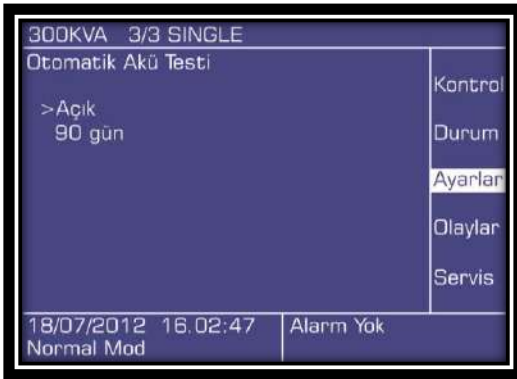 300KVA 3/3 SINGLE
Otomatik Akü Testi
>Açık
90 gün
Kontrol
Durum
Ayarlar
Olaylar
Servis
18/07/2012 16.02:47
Normal Mod
Alarm Yok